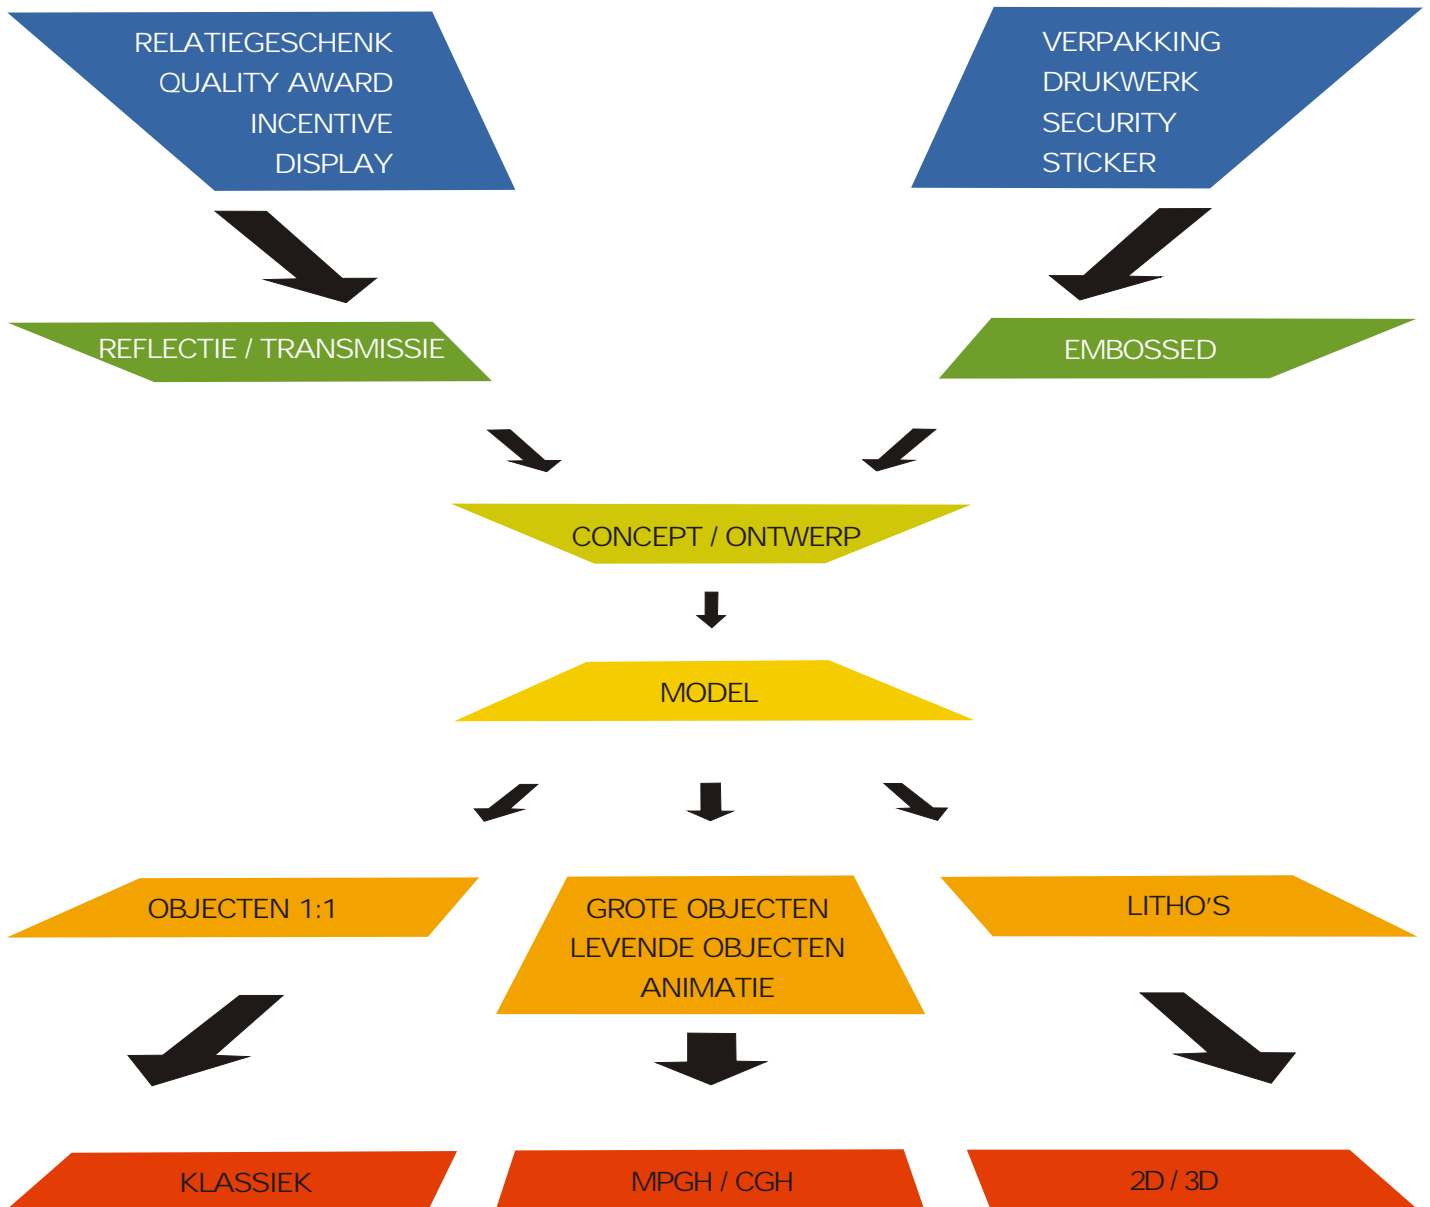 RELATIEGESCHENK
QUALITY AWARD
INCENTIVE
DISPLAY
VERPAKKING
DRUKWERK
SECURITY
STICKER
REFLECTIE / TRANSMISSIE
EMBOSSED
CONCEPT / ONTWERP
MODEL
OBJECTEN 1:1
GROTE OBJECTEN
LEVENDE OBJECTEN
ANIMATIE
LITHO'S
KLASSIEK
MPGH / CGH
2D / 3D